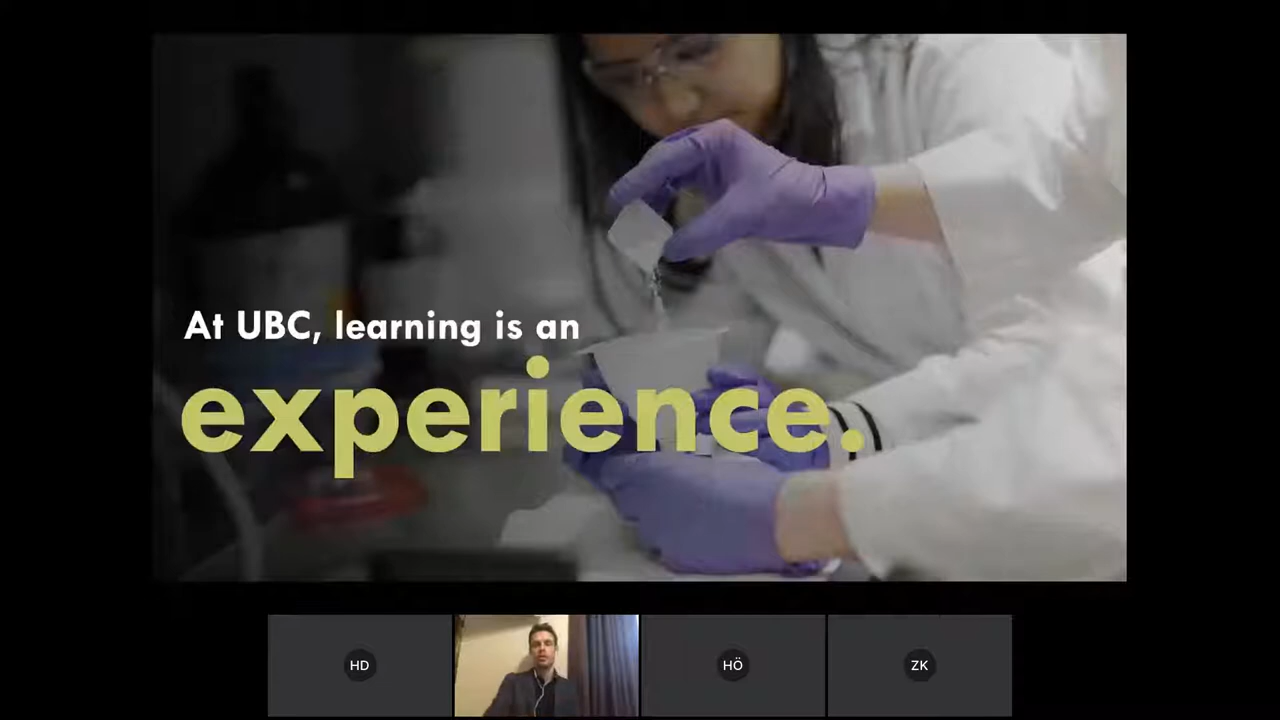 At UBC, learning is an
experience.
HD
HÖ
ZK